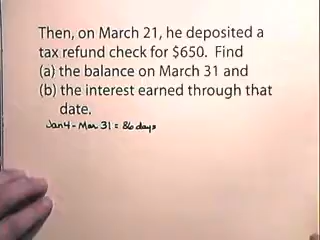 Then, on March 21, he deposited a
tax refund check for $650.  Find
(a) the balance on March 31 and
(b) the interest earned through that
date.
Jan 4 - Mar 31 = 86 days